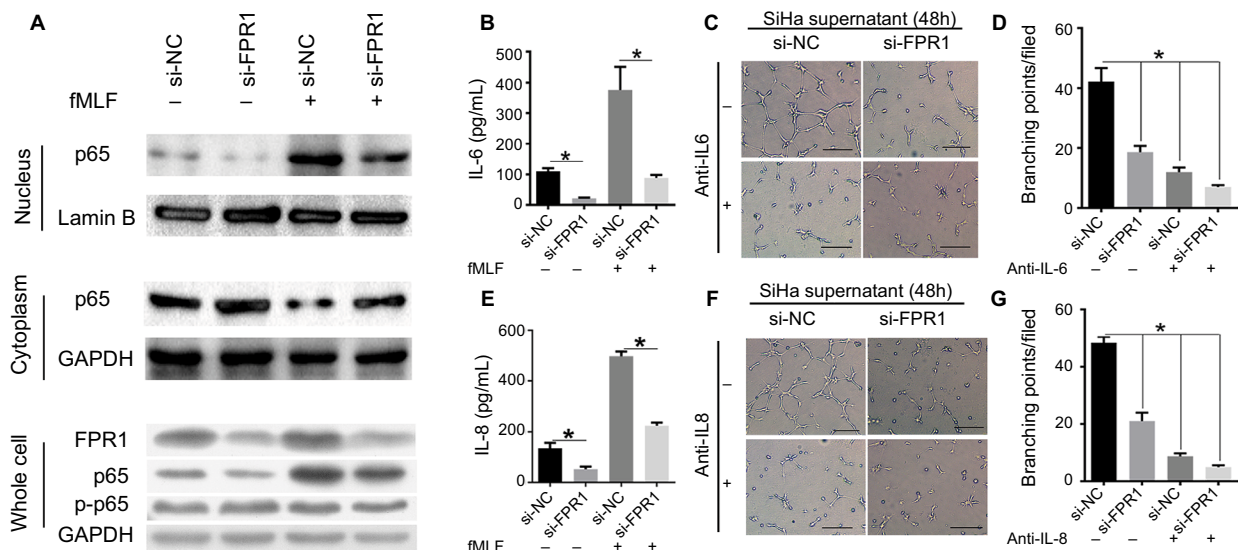 A
si-NC
si-FPR1
si-NC
si-FPR1
fMLF
– – + +
Nucleus
p65
Lamin B
Cytoplasm
p65
GAPDH
Whole cell
FPR1
p65
p-p65
GAPDH
B
IL-6 (pg/mL)
500
400
300
200
100
0
*
*
si-NC
si-FPR1
si-NC
si-FPR1
fMLF – – + +
C
SiHa supernatant (48h)
si-NC si-FPR1
Anti-IL6
–
+
D
Branching points/filed
60
40
20
0
*
si-NC
si-FPR1
si-NC
si-FPR1
Anti-IL-6 – – + +
E
IL-8 (pg/mL)
600
400
200
0
*
*
si-NC
si-FPR1
si-NC
si-FPR1
fMLF – – + +
F
SiHa supernatant (48h)
si-NC si-FPR1
Anti-IL8
–
+
G
Branching points/filed
60
40
20
0
*
si-NC
si-FPR1
si-NC
si-FPR1
Anti-IL-8 – – + +